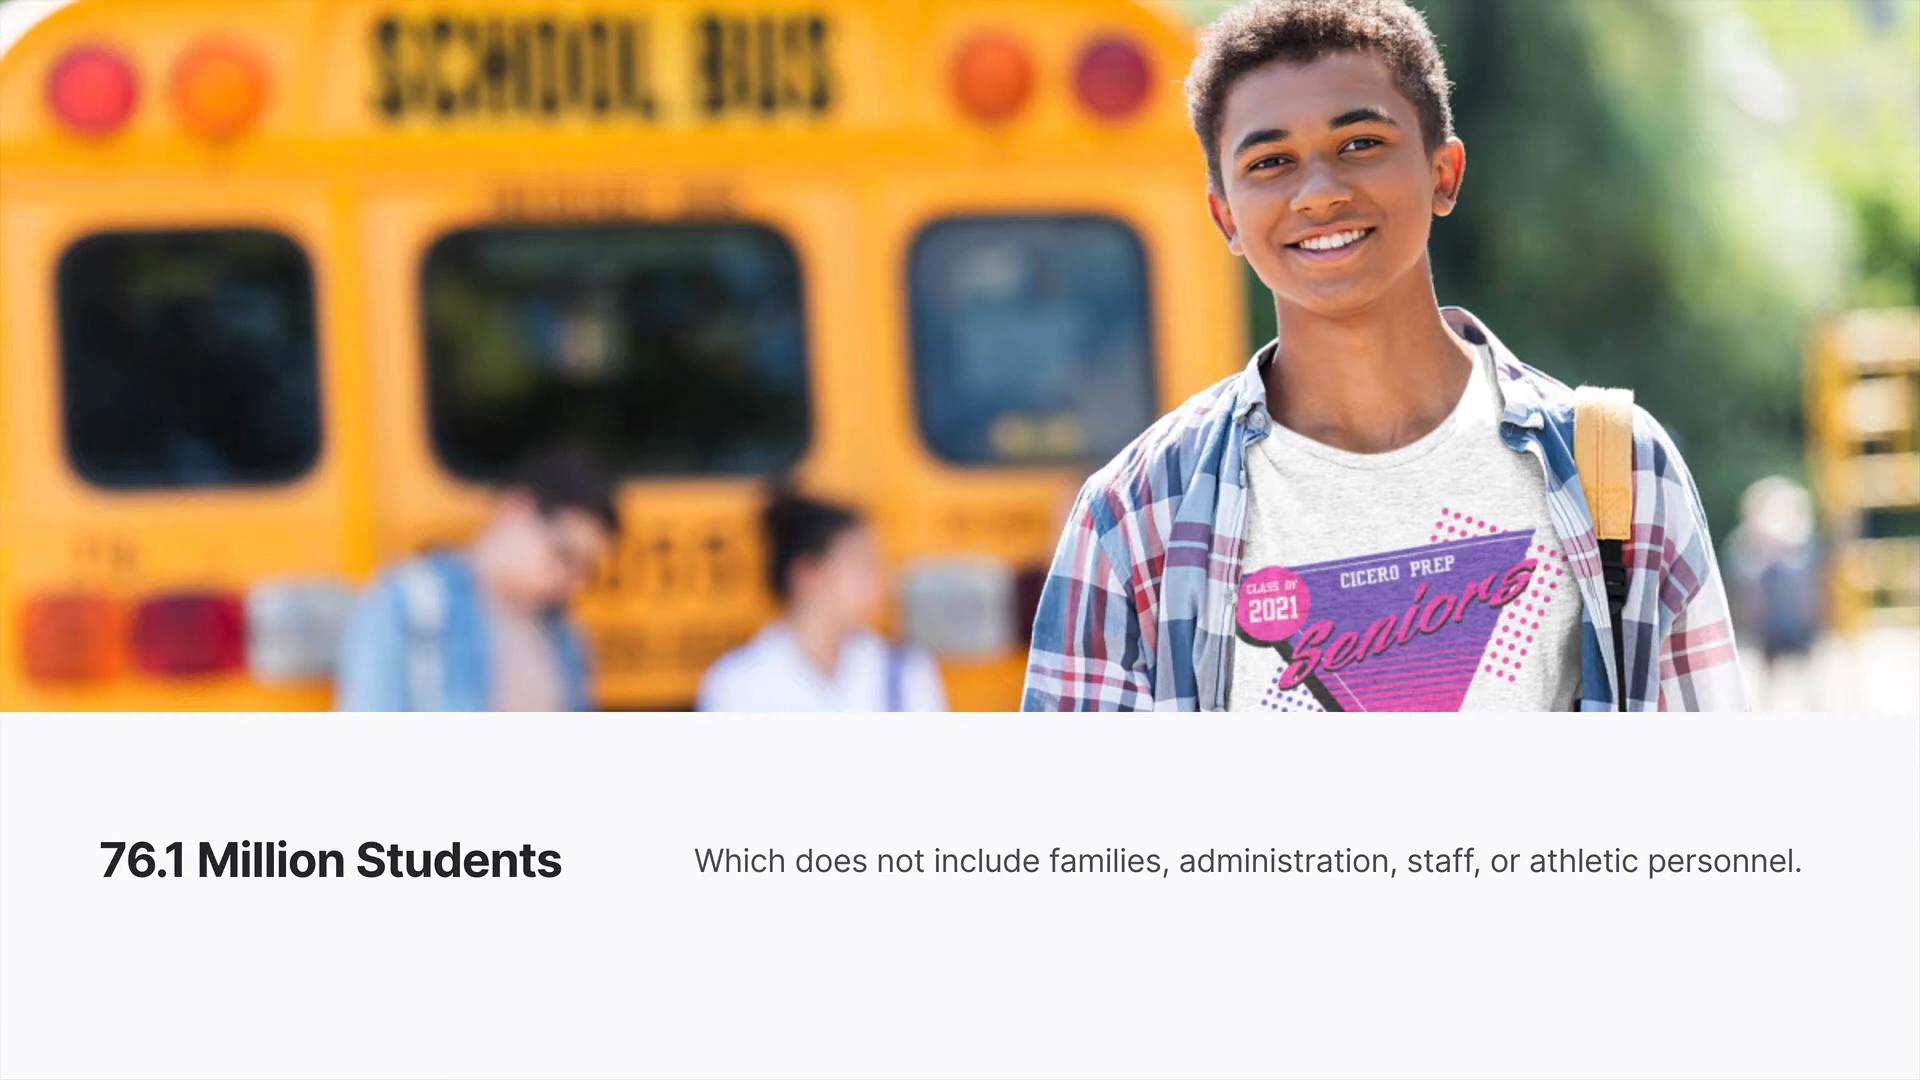 SCHOOL BUS
CICERO PREP
CLASS OF
2021
Seniors
76.1 Million Students
Which does not include families, administration, staff, or athletic personnel.